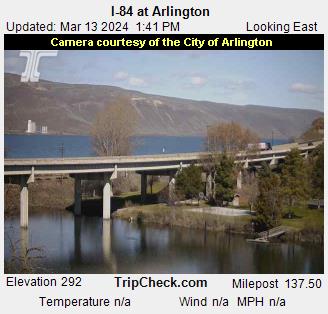 I-84 at Arlington
Updated: Mar 13 2024 1:41 PM Looking East
Camera courtesy of the City of Arlington
Elevation 292 TripCheck.com Milepost 137.50
Temperature n/a Wind n/a MPH n/a